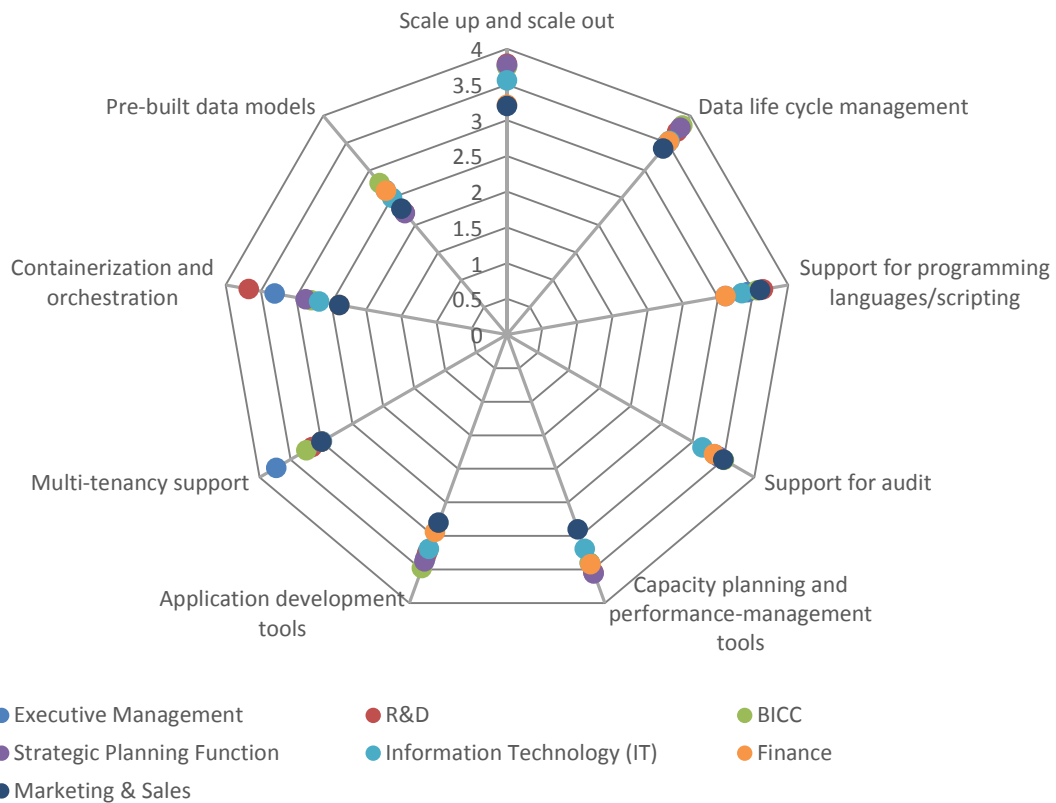 Scale up and scale out
4
3.5
3
2.5
2
1.5
1
0.5
0
Data life cycle management
Support for programming
languages/scripting
Support for audit
Capacity planning and
performance-management
tools
Application development
tools
Multi-tenancy support
Containerization and
orchestration
Pre-built data models
Executive Management
R&D
BICC
Strategic Planning Function
Information Technology (IT)
Finance
Marketing & Sales